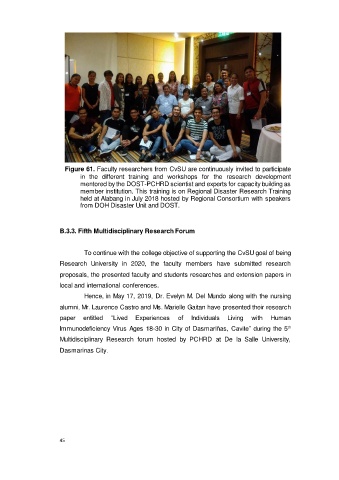 Figure 61. Faculty researchers from CvSU are continuously invited to participate
in the different training and workshops for the research development
mentored by the DOST-PCHRD scientist and experts for capacity building as
member institution. This training is on Regional Disaster Research Training
held at Alabang in July 2018 hosted by Regional Consortium with speakers
from DOH Disaster Unit and DOST.
B.3.3. Fifth Multidisciplinary Research Forum
To continue with the college objective of supporting the CvSU goal of being
Research University in 2020, the faculty members have submitted research
proposals, the presented faculty and students researches and extension papers in
local and international conferences.
Hence, in May 17, 2019, Dr. Evelyn M. Del Mundo along with the nursing
alumni, Mr. Laurence Castro and Ms. Marielle Gaitan have presented their research
paper entitled "Lived Experiences of Individuals Living with Human
Immunodeficiency Virus Ages 18-30 in City of Dasmariñas, Cavite" during the 5th
Multidisciplinary Research forum hosted by PCHRD at De la Salle University,
Dasmarinas City.
45